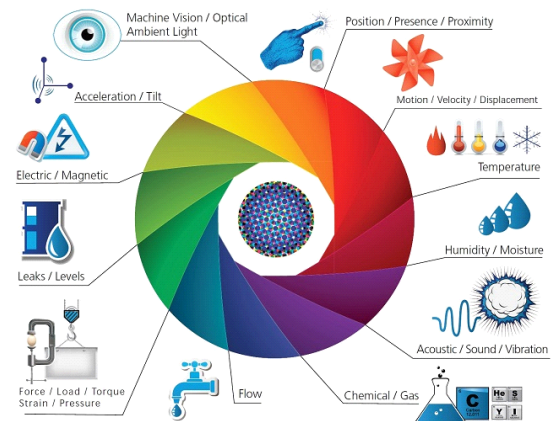 Machine Vision / Optical
Ambient Light
Position / Presence / Proximity
Acceleration / Tilt
Motion / Velocity / Displacement
Electric / Magnetic
Temperature
Leaks / Levels
Humidity / Moisture
Acoustic / Sound / Vibration
Force / Load / Torque
Strain / Pressure
Flow
Chemical / Gas
C
He
S
Y
I